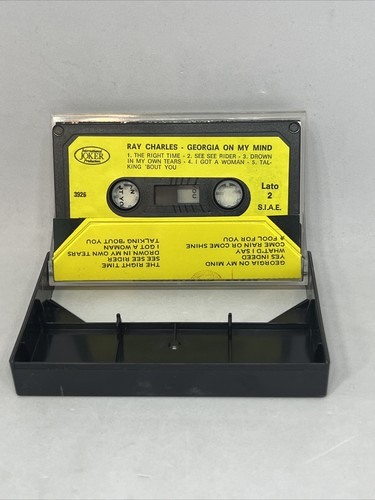 International
JOKER
Production
RAY CHARLES - GEORGIA ON MY MIND
1. THE RIGHT TIME - 2. SEE SEE RIDER - 3. DROWN
IN MY OWN TEARS - 4. I GOT A WOMAN - 5. TAL-
KING 'BOUT YOU
3926
Lato
2
S.I.A.E.
GEORGIA ON MY MIND
YES INDEED
WHAT'D I SAY
COME RAIN OR COME SHINE
A FOOL FOR YOU
THE RIGHT TIME
SEE SEE RIDER
DROWN IN MY OWN TEARS
I GOT A WOMAN
TALKING 'BOUT YOU